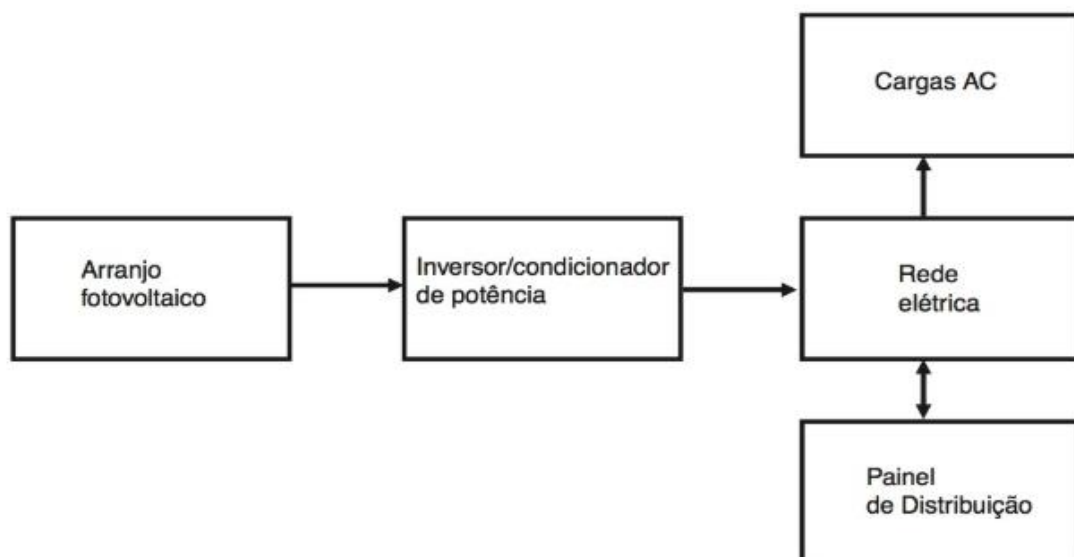 Cargas AC
Arranjo
fotovoltaico
Inversor/condicionador
de potência
Rede
elétrica
Painel
de Distribuição